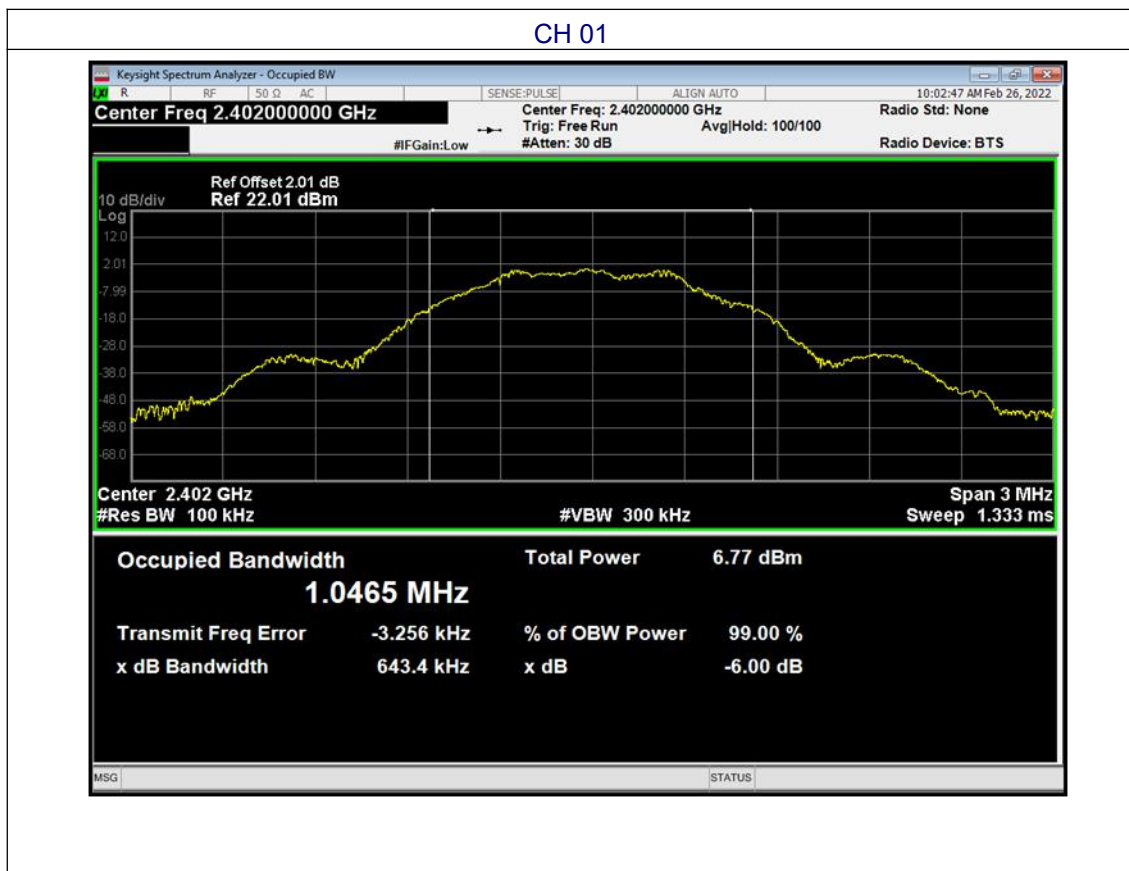 CH 01
Keysight Spectrum Analyzer - Occupied BW
LXI R RF 50 Ω AC SENSE:PULSE ALIGN AUTO 10:02:47 AM Feb 26, 2022
Center Freq 2.402000000 GHz Center Freq: 2.402000000 GHz Radio Std: None
Trig: Free Run Avg|Hold: 100/100
#IFGain:Low #Atten: 30 dB Radio Device: BTS
Ref Offset 2.01 dB
10 dB/div Ref 22.01 dBm
Log
12.0
2.01
-7.99
-18.0
-28.0
-38.0
-48.0
-58.0
-68.0
Center 2.402 GHz Span 3 MHz
#Res BW 100 kHz #VBW 300 kHz Sweep 1.333 ms
Occupied Bandwidth Total Power 6.77 dBm
1.0465 MHz
Transmit Freq Error -3.256 kHz % of OBW Power 99.00 %
x dB Bandwidth 643.4 kHz x dB -6.00 dB
MSG STATUS